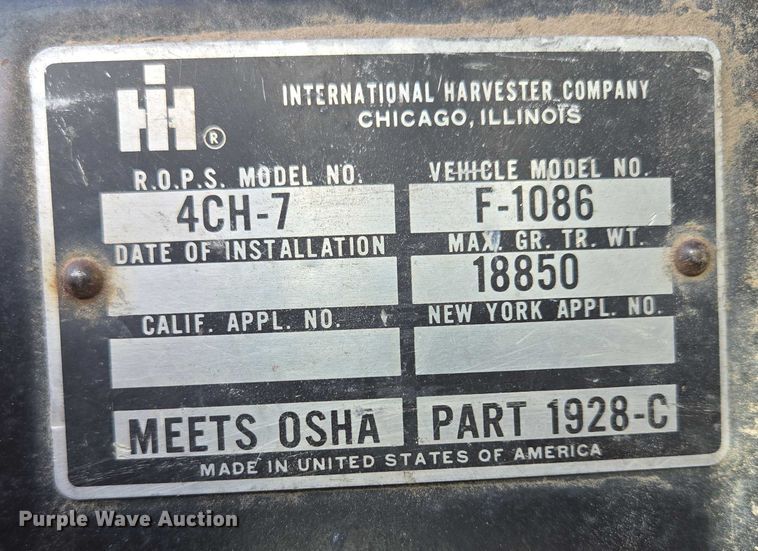 IH ®
INTERNATIONAL HARVESTER COMPANY
CHICAGO, ILLINOIS
R.O.P.S. MODEL NO. VEHICLE MODEL NO.
4CH-7 F-1086
DATE OF INSTALLATION MAX. GR. TR. WT.
18850
CALIF. APPL. NO. NEW YORK APPL. NO.
MEETS OSHA PART 1928-C
MADE IN UNITED STATES OF AMERICA
Purple Wave Auction